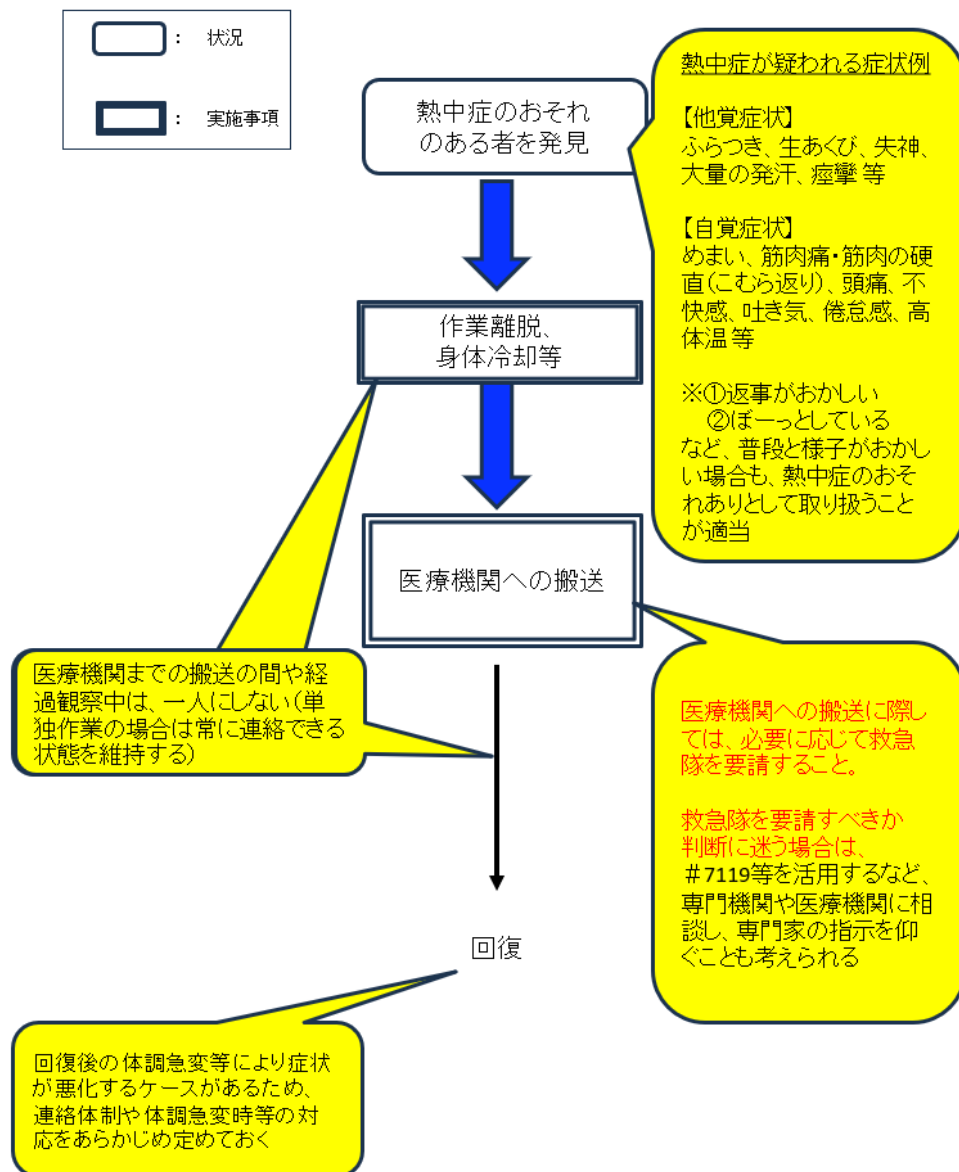 ： 状況
： 実施事項
熱中症のおそれ
のある者を発見
熱中症が疑われる症状例
【他覚症状】
ふらつき、生あくび、失神、
大量の発汗、痙攣 等
【自覚症状】
めまい、筋肉痛・筋肉の硬
直(こむら返り)、頭痛、不
快感、吐き気、倦怠感、高
体温 等
※①返事がおかしい
②ぼーっとしている
など、普段と様子がおかし
い場合も、熱中症のおそ
れありとして取り扱うこと
が適当
作業離脱、
身体冷却等
医療機関への搬送
医療機関までの搬送の間や経
過観察中は、一人にしない(単
独作業の場合は常に連絡できる
状態を維持する)
医療機関への搬送に際し
ては、必要に応じて救急
隊を要請すること。
救急隊を要請すべきか
判断に迷う場合は、
＃7119等を活用するなど、
専門機関や医療機関に相
談し、専門家の指示を仰
ぐことも考えられる
回復
回復後の体調急変等により症状
が悪化するケースがあるため、
連絡体制や体調急変時等の対
応をあらかじめ定めておく